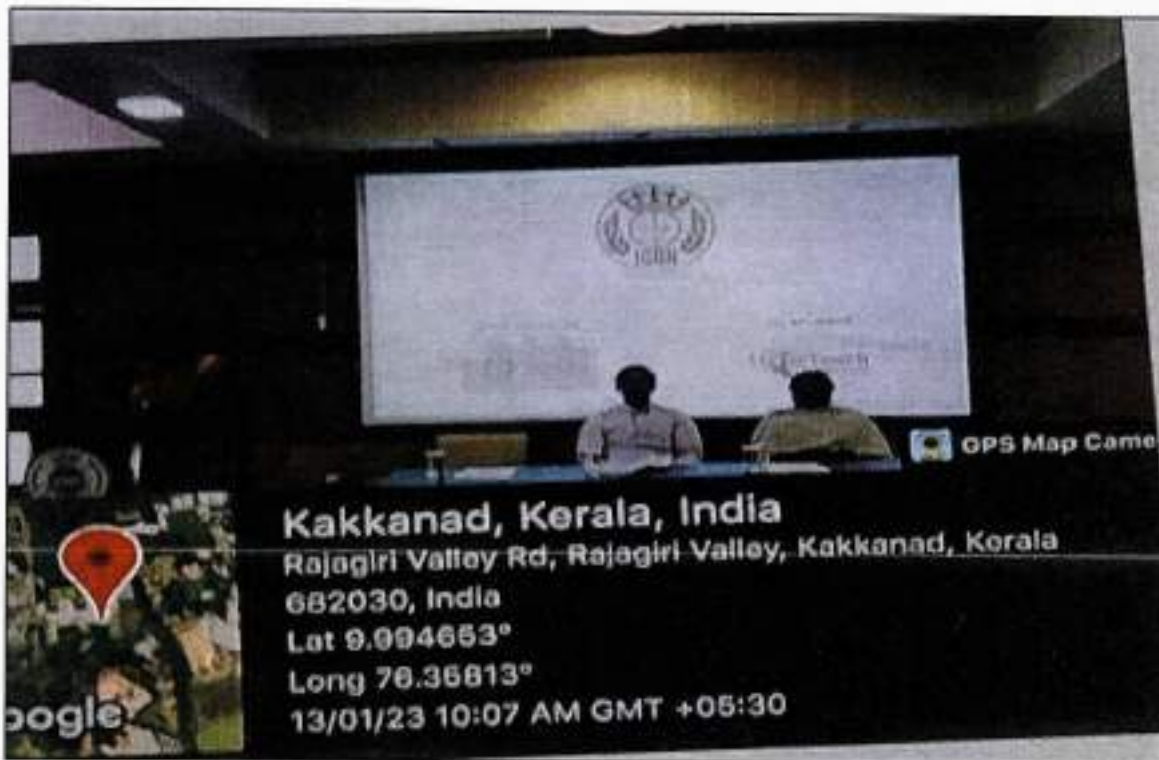 GPS Map Came
Kakkanad, Kerala, India
Rajagiri Valley Rd, Rajagiri Valley, Kakkanad, Kerala
682030, India
Lat 9.994653°
Long 76.35813°
13/01/23 10:07 AM GMT +05:30
oogle